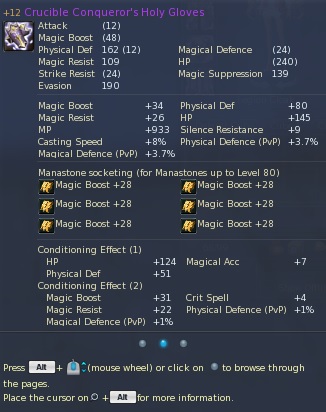 +12 Crucible Conqueror's Holy Gloves
Attack (12)
Magic Boost (48)
Physical Def 162 (12) Magical Defence (24)
Magic Resist 109 HP (240)
Strike Resist (24) Magic Suppression 139
Evasion 190
Magic Boost +34 Physical Def +80
Magic Resist +26 HP +145
MP +933 Silence Resistance +9
Casting Speed +8% Physical Defence (PvP) +3.7%
Magical Defence (PvP) +3.7%
Manastone socketing (for Manastones up to Level 80)
Magic Boost +28 Magic Boost +28
Magic Boost +28 Magic Boost +28
Magic Boost +28 Magic Boost +28
Conditioning Effect (1)
HP +124 Magical Acc +7
Physical Def +51
Conditioning Effect (2)
Magic Boost +31 Crit Spell +4
Magic Resist +22 Physical Defence (PvP) +1%
Magical Defence (PvP) +1%
Press Alt + (mouse wheel) or click on to browse through
the pages.
Place the cursor on + Alt for more information.